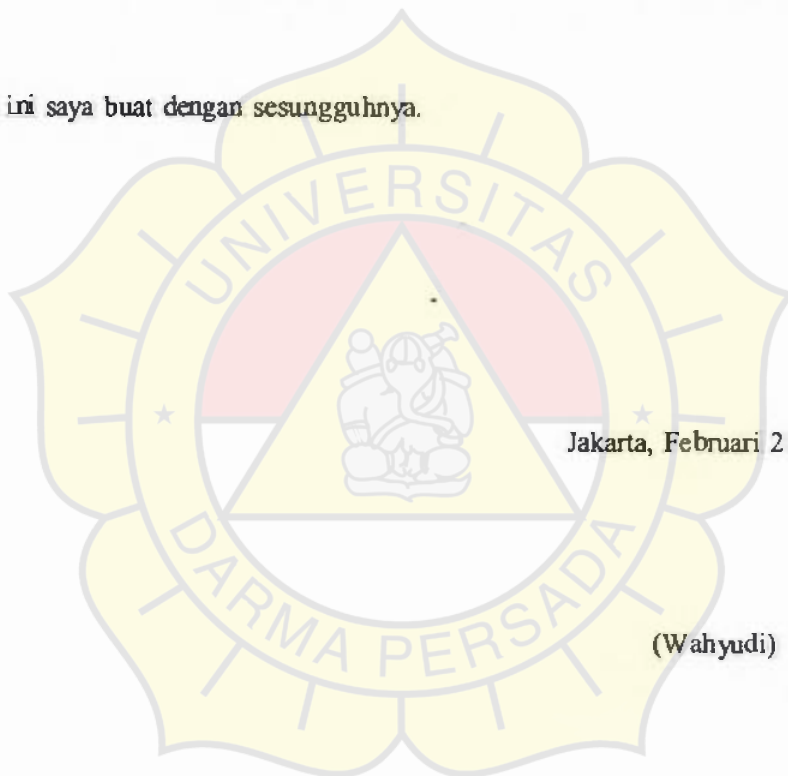 ini saya buat dengan sesungguhnya.
UNIVERSITAS
Jakarta, Februari 2
DARMA PERSADA
(Wahyudi)